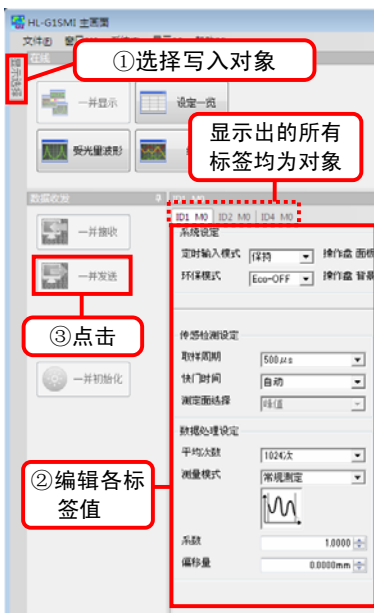 HL-G1SMI 主画面
文件(F)
在线
显示选择
①选择写入对象
一并显示
设定一览
受光量波形
显示出的所有
标签均为对象
数据收发
ID1 M0 ID2 M0 ID4 M0
一并接收
一并发送
③点击
一并初始化
系统设定
定时输入模式 保持 操作盘 面板
环保模式 Eco-OFF 操作盘 背景
传感检测设定
取样周期 500μs
快门时间 自动
测定面选择 峰值
数据处理设定
平均次数 1024次
测量模式 常规测定
②编辑各标
签值
系数 1.0000
偏移量 0.0000mm